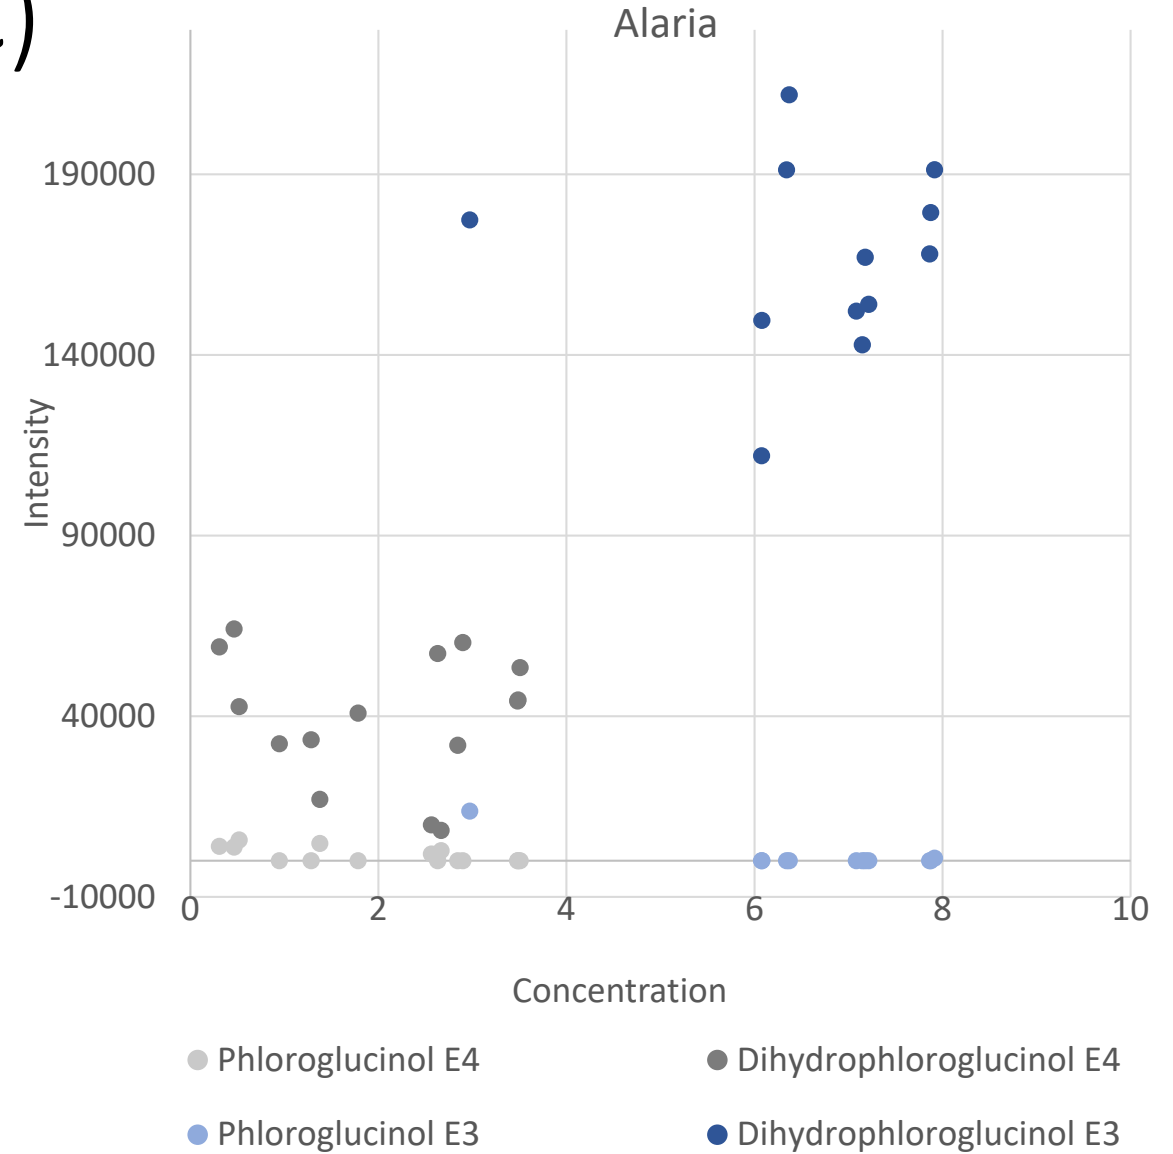 Alaria
190000
140000
90000
40000
-10000
Intensity
0 2 4 6 8 10
Concentration
Phloroglucinol E4 Dihydrophloroglucinol E4
Phloroglucinol E3 Dihydrophloroglucinol E3